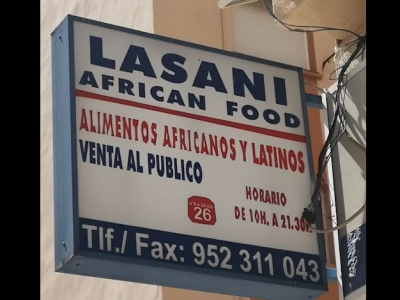 LASANI
AFRICAN FOOD
ALIMENTOS AFRICANOS Y LATINOS
VENTA AL PUBLICO
HORARIO
DE 10H. A 21.30H
26
Tlf./ Fax: 952 311 043